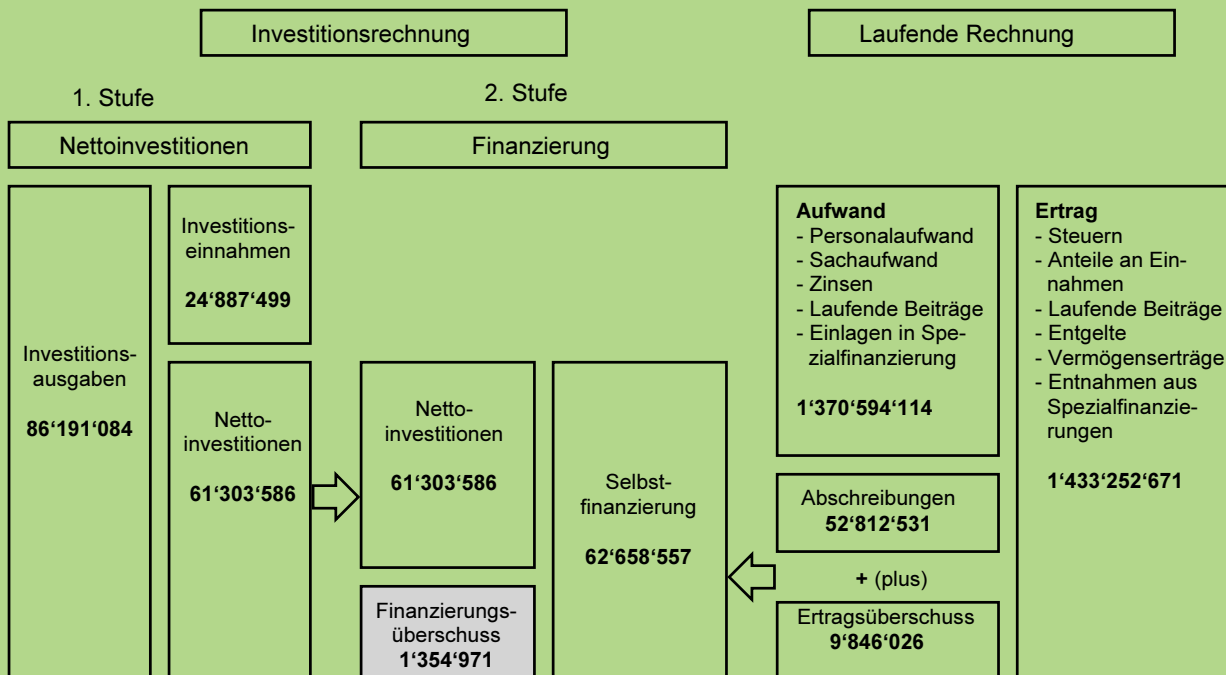 Investitionsrechnung
Laufende Rechnung
1. Stufe
2. Stufe
Nettoinvestitionen
Finanzierung
Investitions-
ausgaben
86‘191‘084
Investitions-
einnahmen
24‘887‘499
Netto-
investitionen
61‘303‘586
Netto-
investitionen
61‘303‘586
Finanzierungs-
überschuss
1‘354‘971
Selbst-
finanzierung
62‘658‘557
Aufwand
- Personalaufwand
- Sachaufwand
- Zinsen
- Laufende Beiträge
- Einlagen in Spe-
zialfinanzierung
1‘370‘594‘114
Abschreibungen
52‘812‘531
+ (plus)
Ertragsüberschuss
9‘846‘026
Ertrag
- Steuern
- Anteile an Ein-
nahmen
- Laufende Beiträge
- Entgelte
- Vermögenserträge
- Entnahmen aus
Spezialfinanzie-
rungen
1‘433‘252‘671